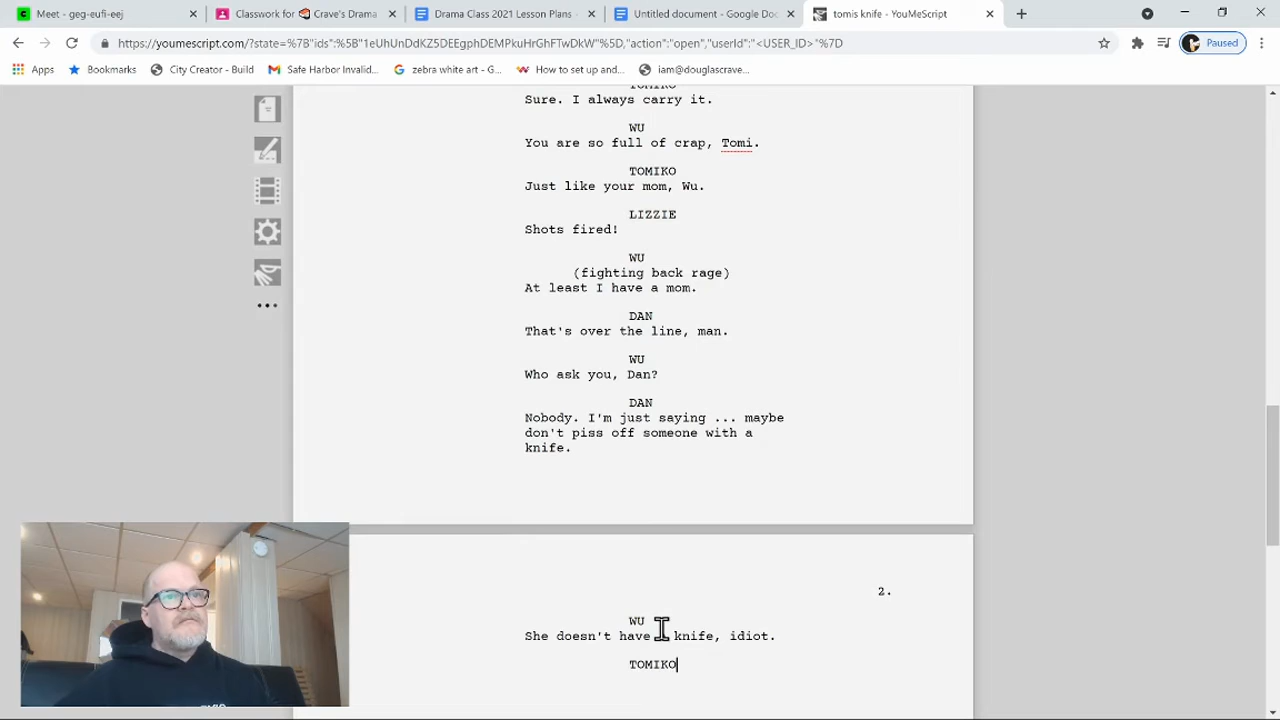 Meet - geg-eufi-eej
Classwork for Crave's Drama
Drama Class 2021 Lesson Plans -
Untitled document - Google Doc
tomis knife - YouMeScript
https://youmescript.com/?state=%7B"ids":%5B"1eUhUnDdKZ5DEEgphDEMPkuHrGhFTwDkW"%5D,"action":"open","userId":"<USER_ID>"%7D
Paused
Apps
Bookmarks
City Creator - Build
Safe Harbor Invalid...
zebra white art - G...
How to set up and...
iam@douglascrave...
TOMIKO
Sure. I always carry it.
WU
You are so full of crap, Tomi.
TOMIKO
Just like your mom, Wu.
LIZZIE
Shots fired!
WU
(fighting back rage)
At least I have a mom.
DAN
That's over the line, man.
WU
Who ask you, Dan?
DAN
Nobody. I'm just saying ... maybe
don't piss off someone with a
knife.
2.
WU
She doesn't have knife, idiot.
TOMIKO